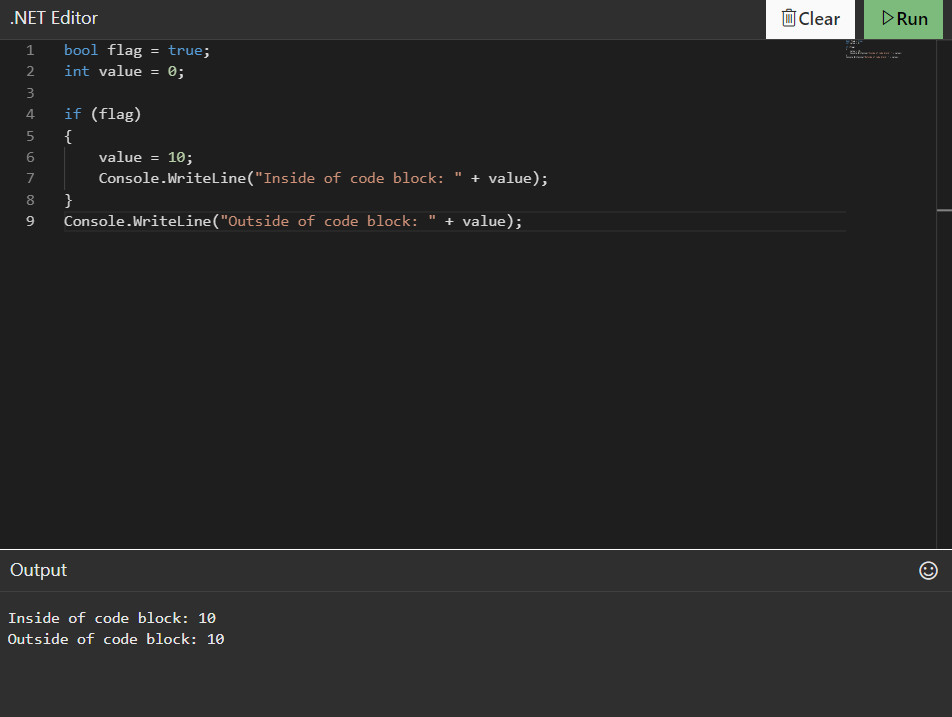 .NET Editor
Clear
Run
1 bool flag = true;
2 int value = 0;
3
4 if (flag)
5 {
6     value = 10;
7     Console.WriteLine("Inside of code block: " + value);
8 }
9 Console.WriteLine("Outside of code block: " + value);
Output
Inside of code block: 10
Outside of code block: 10